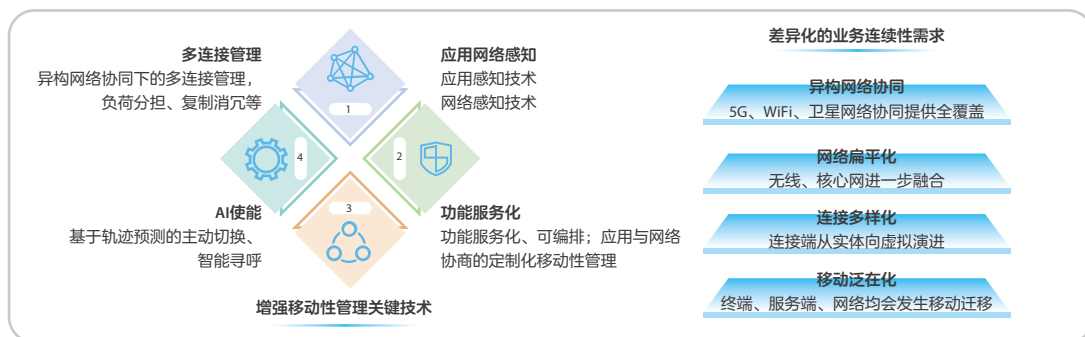 多连接管理
异构网络协同下的多连接管理，
负荷分担、复制消冗等
应用网络感知
应用感知技术
网络感知技术
1
2
3
4
AI使能
基于轨迹预测的主动切换、
智能寻呼
功能服务化
功能服务化、可编排；应用与网络
协商的定制化移动性管理
增强移动性管理关键技术
差异化的业务连续性需求
异构网络协同
5G、WiFi、卫星网络协同提供全覆盖
网络扁平化
无线、核心网进一步融合
连接多样化
连接端从实体向虚拟演进
移动泛在化
终端、服务端、网络均会发生移动迁移